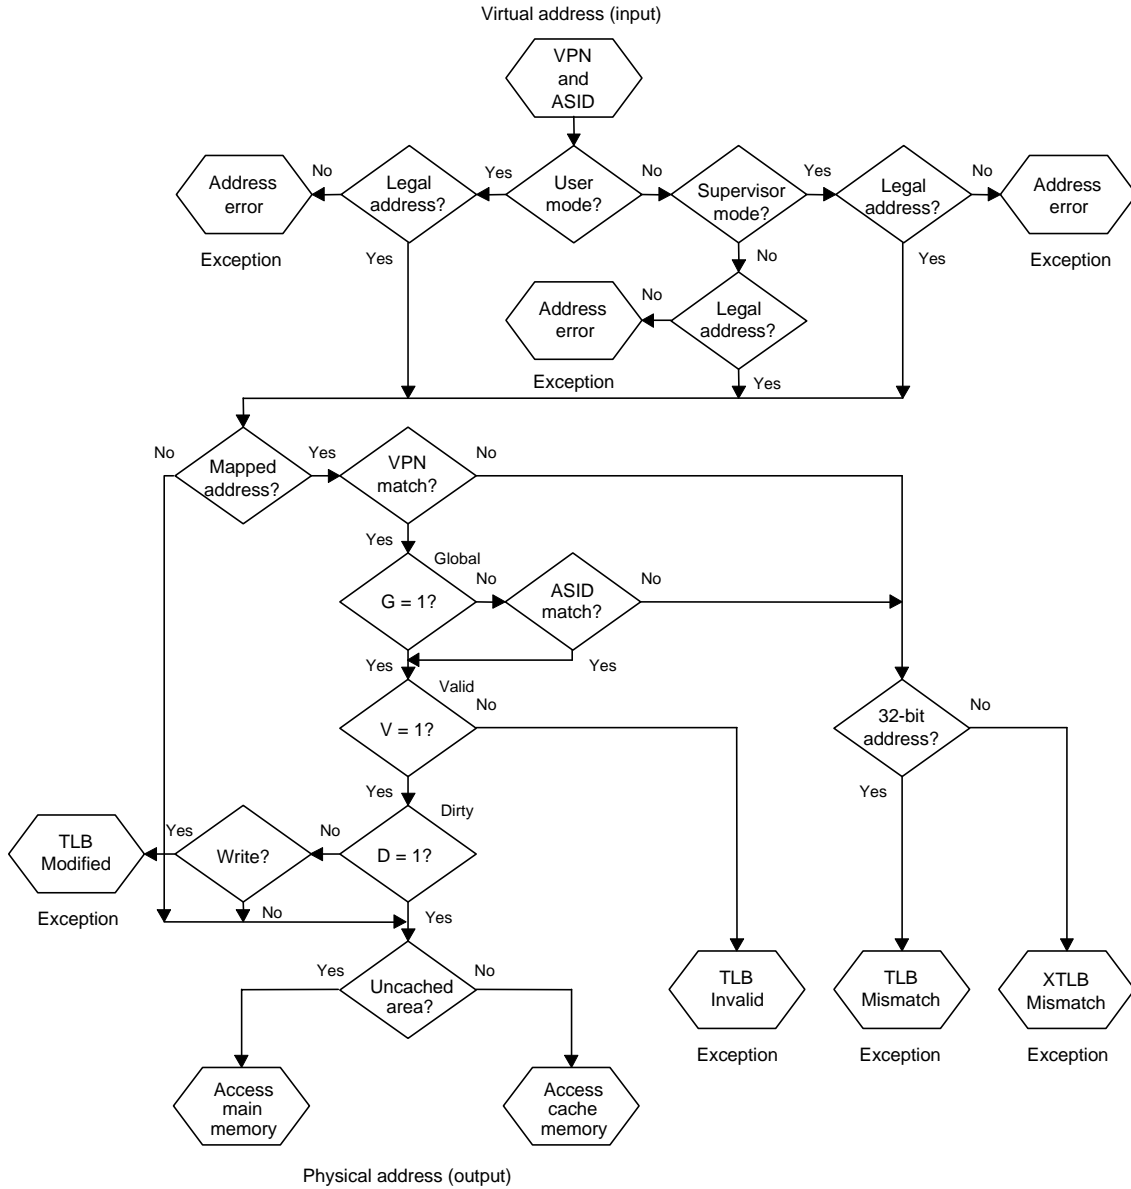 Virtual address (input)
VPN
and
ASID
No
Yes
No
Yes
No
Address
error
Legal
address?
User
mode?
Supervisor
mode?
Legal
address?
Address
error
Exception
Yes
No
Yes
Exception
No
Address
error
Legal
address?
Exception
Yes
No
Yes
No
Mapped
address?
VPN
match?
Yes
Global
No
No
G = 1?
ASID
match?
Yes
Yes
Valid
No
No
V = 1?
32-bit
address?
Yes
Yes
Dirty
Yes
No
TLB
Modified
Write?
D = 1?
Exception
No
Yes
Yes
No
Uncached
area?
TLB
Invalid
TLB
Mismatch
XTLB
Mismatch
Exception
Exception
Exception
Access
main
memory
Access
cache
memory
Physical address (output)